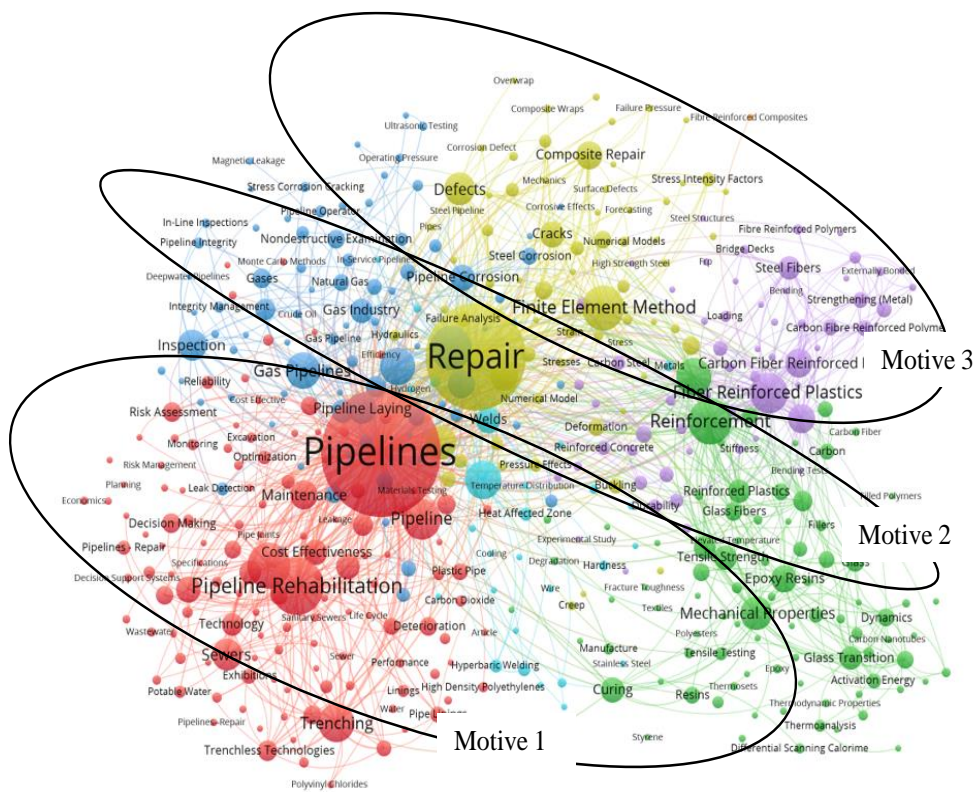 Overwrap
Composite Wraps
Failure Pressure
Fibre Reinforced Composites
Ultrasonic Testing
Corrosion Defect
Composite Repair
Operating Pressure
Magnetic Leakage
Stress Corrosion Cracking
Defects
Mechanics
Surface Defects
Stress Intensity Factors
Steel Pipeline
Corrosive Effects
Forecasting
Pipeline Operator
Steel Structures
In-Line Inspections
Pipes
Cracks
Fibre Reinforced Polymers
Pipeline Integrity
Nondestructive Examination
Numerical Models
Bridge Decks
Monte Carlo Methods
In-Service Pipelines
Steel Corrosion
High Strength Steel
Frp
Steel Fibers
Externally Bonded
Deepwater Pipelines
Gases
Natural Gas
Pipeline Corrosion
Bending
Integrity Management
Crude Oil
Gas Industry
Failure Analysis
Finite Element Method
Loading
Strengthening (Metal)
Gas Pipeline
Hydraulics
Strain
Carbon Fibre Reinforced Polyme
Inspection
Efficiency
Repair
Stress
Stresses
Carbon Steel
Metals
Carbon Fiber Reinforced
Motive 3
Gas Pipelines
Reliability
Hydrogen
Cost Effective
Numerical Model
Fiber Reinforced Plastics
Risk Assessment
Pipeline Laying
Welds
Deformation
Reinforcement
Monitoring
Excavation
Pipelines
Reinforced Concrete
Stiffness
Carbon Fiber
Carbon
Risk Management
Optimization
Pressure Effects
Bending Tests
Planning
Leak Detection
Materials Testing
Temperature Distribution
Buckling
Reinforced Plastics
Filled Polymers
Economics
Maintenance
Durability
Glass Fibers
Decision Making
Leakage
Pipeline
Heat Affected Zone
Fillers
Motive 2
Pipelines - Repair
Pipe Joints
Cost Effectiveness
Experimental Study
Elevated Temperature
Specifications
Cooling
Degradation
Tensile Strength
Glass
Decision Support Systems
Pipeline Rehabilitation
Plastic Pipe
Hardness
Epoxy Resins
Wire
Fracture Toughness
Carbon Dioxide
Creep
Textiles
Mechanical Properties
Dynamics
Technology
Sanitary Sewers
Life Cycle
Deterioration
Article
Polyesters
Carbon Nanotubes
Wastewater
Sewers
Sewer
Manufacture
Tensile Testing
Glass Transition
Exhibitions
Performance
Hyperbaric Welding
Stainless Steel
Epoxy
Activation Energy
Potable Water
Linings
High Density Polyethylenes
Curing
Resins
Thermosets
Thermodynamic Properties
Pipelines-Repair
Trenching
Water
Pipe Linings
Thermoanalysis
Trenchless Technologies
Motive 1
Styrene
Differential Scanning Calorime
Polyvinyl Chlorides